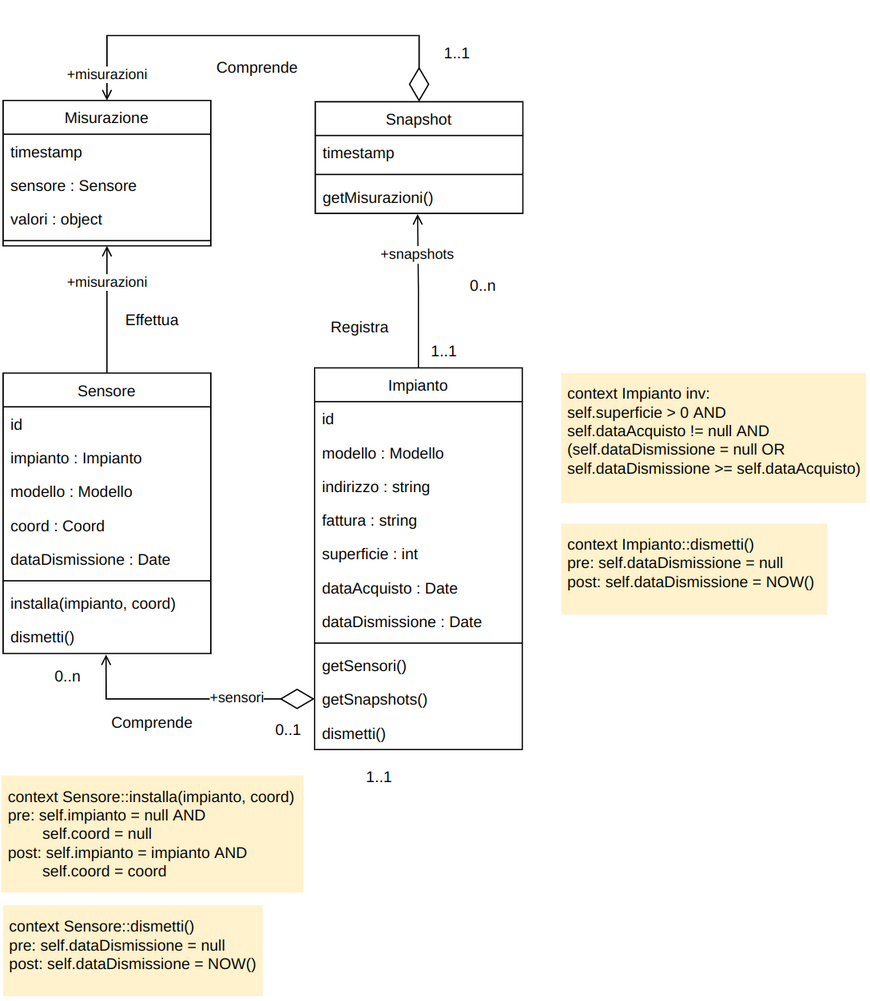 1..1
Comprende
+misurazioni
Misurazione
timestamp
sensore : Sensore
valori : object
Snapshot
timestamp
getMisurazioni()
+misurazioni
Effettua
+snapshots
0..n
Registra
1..1
Sensore
id
impianto : Impianto
modello : Modello
coord : Coord
dataDismissione : Date
installa(impianto, coord)
dismetti()
Impianto
id
modello : Modello
indirizzo : string
fattura : string
superficie : int
dataAcquisto : Date
dataDismissione : Date
getSensori()
getSnapshots()
dismetti()
context Impianto inv:
self.superficie > 0 AND
self.dataAcquisto != null AND
(self.dataDismissione = null OR
self.dataDismissione >= self.dataAcquisto)
context Impianto::dismetti()
pre: self.dataDismissione = null
post: self.dataDismissione = NOW()
0..n
+sensori
Comprende
0..1
1..1
context Sensore::installa(impianto, coord)
pre: self.impianto = null AND
self.coord = null
post: self.impianto = impianto AND
self.coord = coord
context Sensore::dismetti()
pre: self.dataDismissione = null
post: self.dataDismissione = NOW()